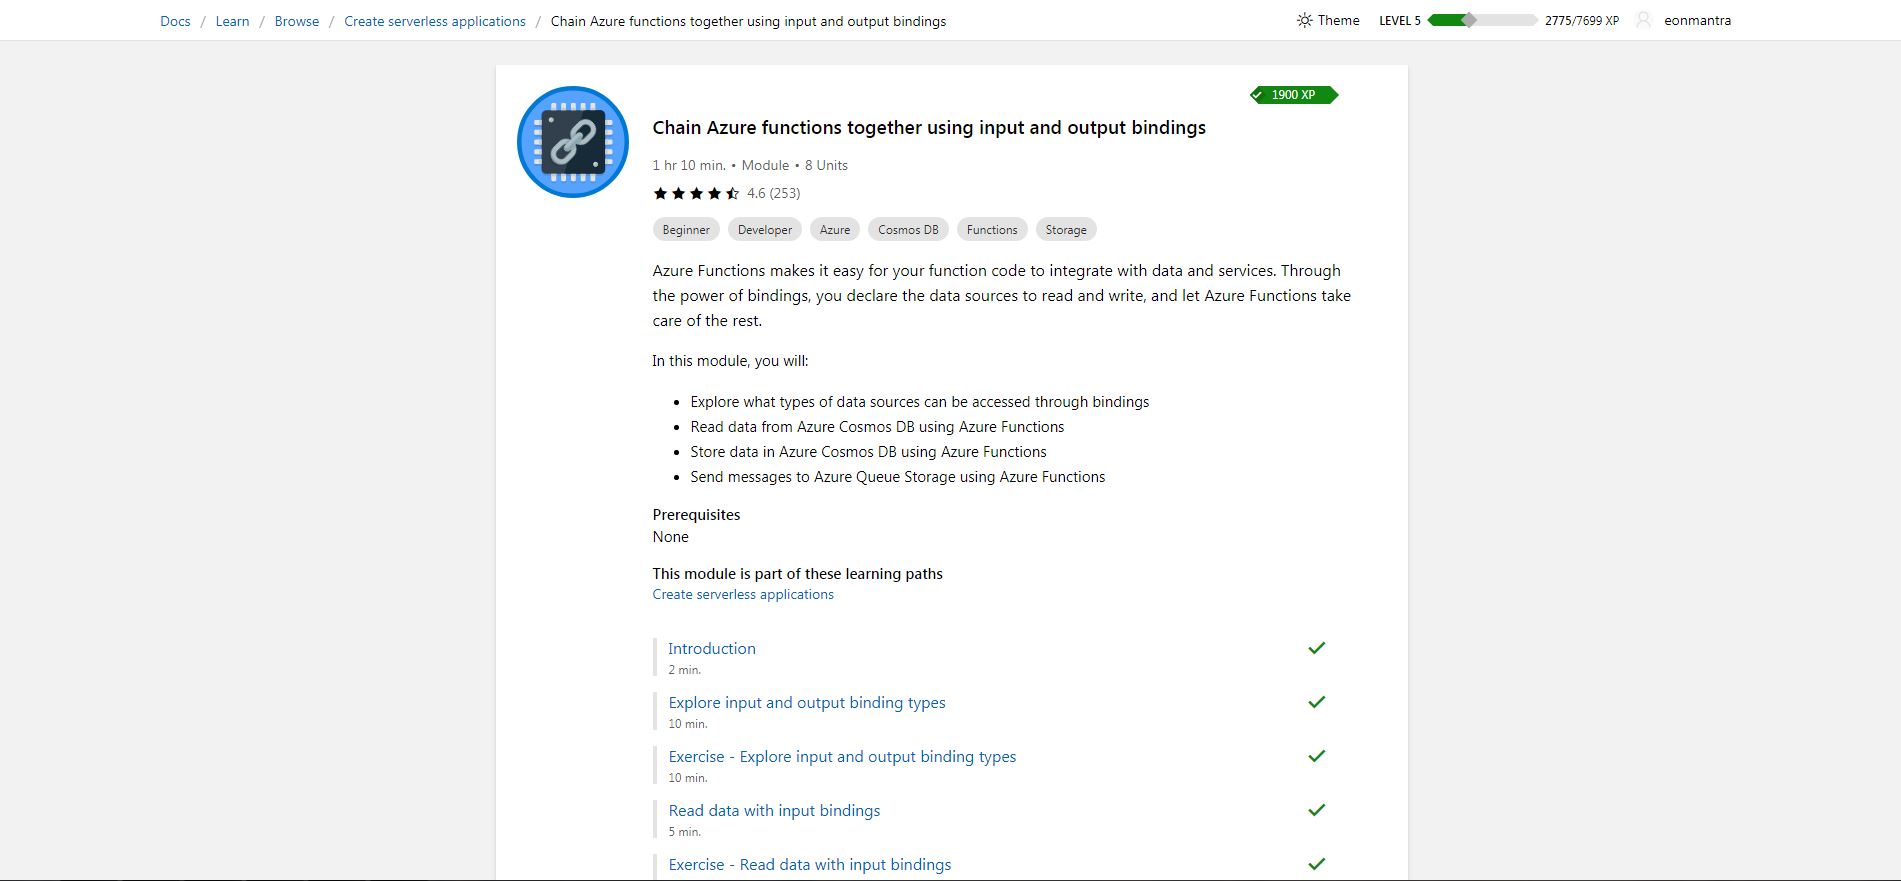 Docs / Learn / Browse / Create serverless applications / Chain Azure functions together using input and output bindings
Theme LEVEL 5 2775/7699 XP eonmantra
1900 XP
Chain Azure functions together using input and output bindings
1 hr 10 min. • Module • 8 Units
4.6 (253)
Beginner Developer Azure Cosmos DB Functions Storage
Azure Functions makes it easy for your function code to integrate with data and services. Through
the power of bindings, you declare the data sources to read and write, and let Azure Functions take
care of the rest.
In this module, you will:
• Explore what types of data sources can be accessed through bindings
• Read data from Azure Cosmos DB using Azure Functions
• Store data in Azure Cosmos DB using Azure Functions
• Send messages to Azure Queue Storage using Azure Functions
Prerequisites
None
This module is part of these learning paths
Create serverless applications
Introduction
2 min.
Explore input and output binding types
10 min.
Exercise - Explore input and output binding types
10 min.
Read data with input bindings
5 min.
Exercise - Read data with input bindings